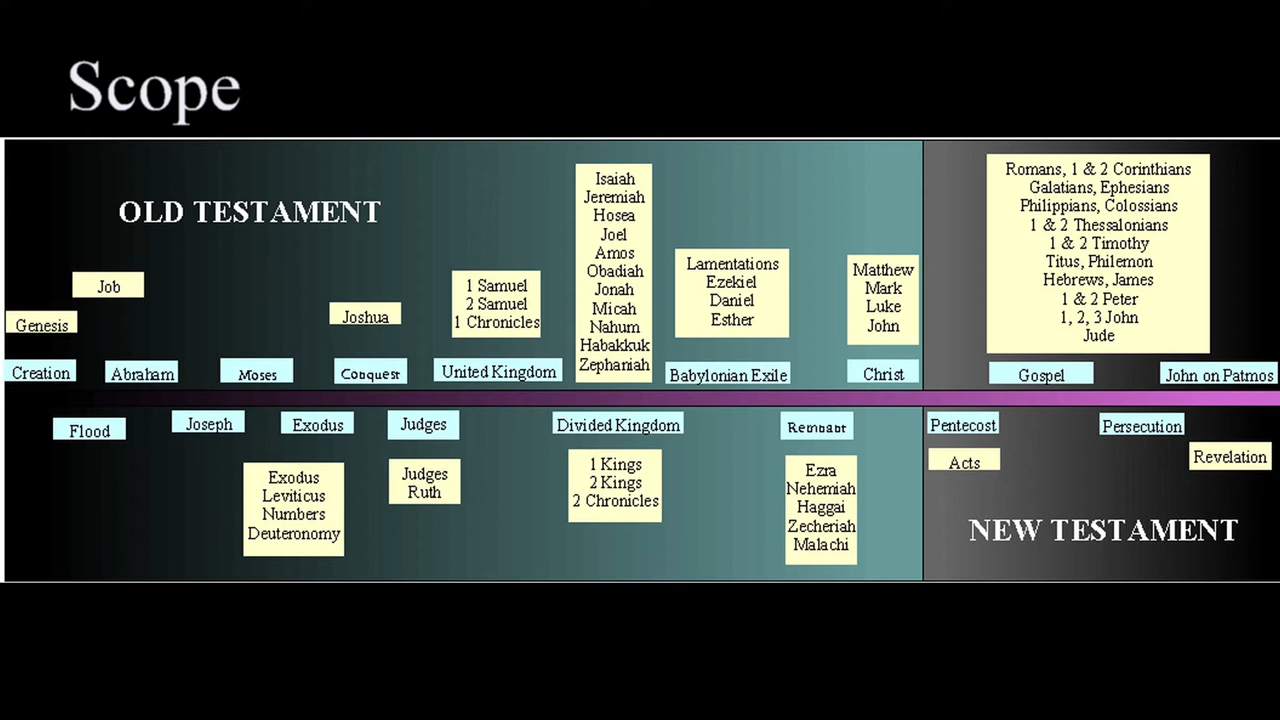 Scope
OLD TESTAMENT
Job
Genesis
Joshua
1 Samuel
2 Samuel
1 Chronicles
Isaiah
Jeremiah
Hosea
Joel
Amos
Obadiah
Jonah
Micah
Nahum
Habakkuk
Zephaniah
Lamentations
Ezekiel
Daniel
Esther
Matthew
Mark
Luke
John
Romans, 1 & 2 Corinthians
Galatians, Ephesians
Philippians, Colossians
1 & 2 Thessalonians
1 & 2 Timothy
Titus, Philemon
Hebrews, James
1 & 2 Peter
1, 2, 3 John
Jude
Creation
Abraham
Moses
Conquest
United Kingdom
Babylonian Exile
Christ
Gospel
John on Patmos
Flood
Joseph
Exodus
Judges
Divided Kingdom
Remnant
Pentecost
Persecution
Exodus
Leviticus
Numbers
Deuteronomy
Judges
Ruth
1 Kings
2 Kings
2 Chronicles
Ezra
Nehemiah
Haggai
Zecheriah
Malachi
Acts
Revelation
NEW TESTAMENT